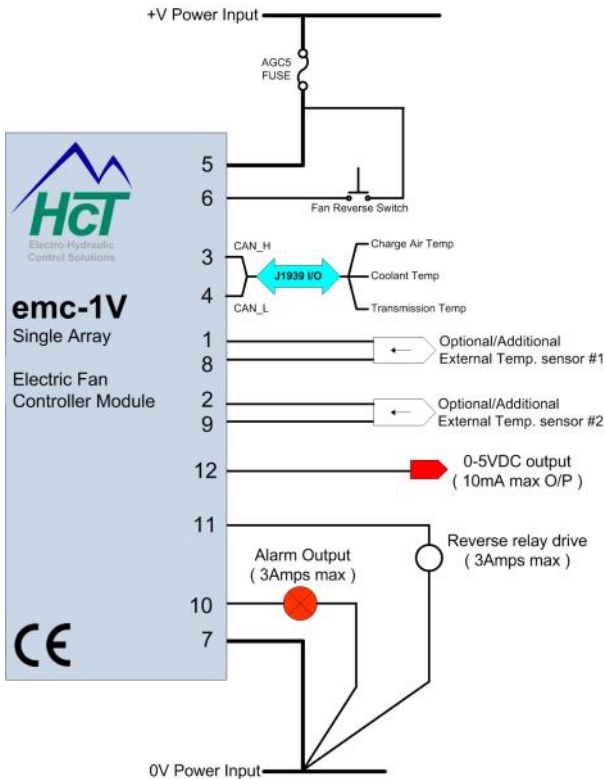 +V Power Input
AGC5
FUSE
5
6
Fan Reverse Switch
HcT
Electro-Hydraulic
Control Solutions
3
CAN_H
J1939 I/O
Charge Air Temp
Coolant Temp
Transmission Temp
4
CAN_L
emc-1V
Single Array
Electric Fan
Controller Module
1
8
Optional/Additional
External Temp. sensor #1
2
9
Optional/Additional
External Temp. sensor #2
12
0-5VDC output
( 10mA max O/P )
11
Reverse relay drive
( 3Amps max )
Alarm Output
( 3Amps max )
10
7
CE
0V Power Input